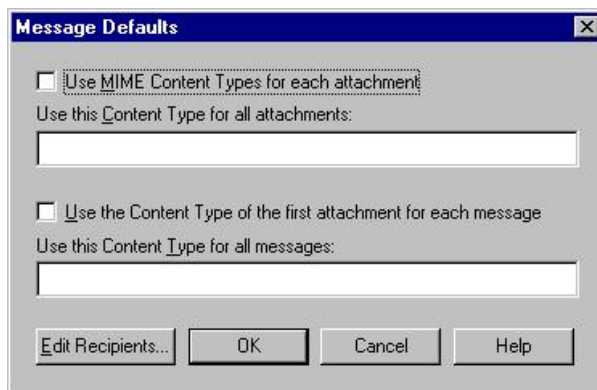 Message Defaults
Use MIME Content Types for each attachment
Use this Content Type for all attachments:
Use the Content Type of the first attachment for each message
Use this Content Type for all messages:
Edit Recipients... OK Cancel Help